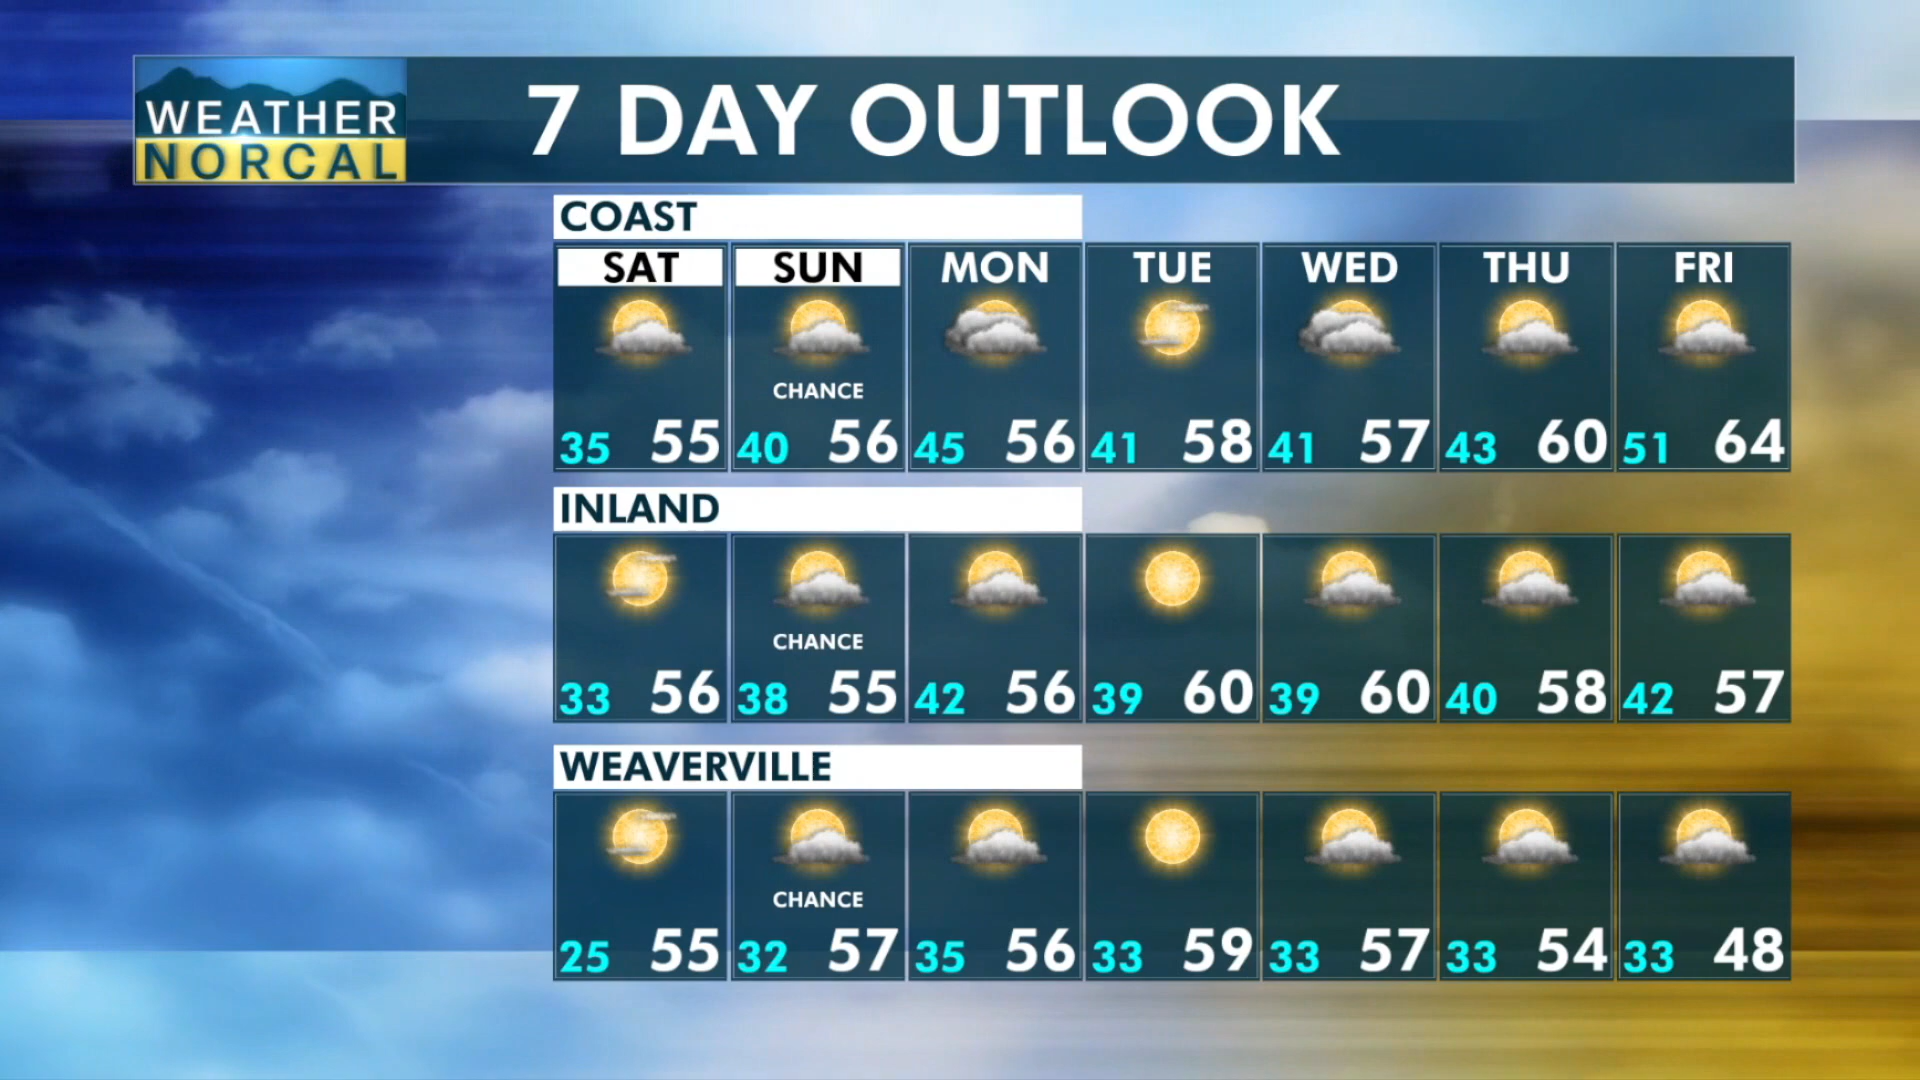 WEATHER
NORCAL
7 DAY OUTLOOK
COAST
SAT SUN MON TUE WED THU FRI
CHANCE
35 55 40 56 45 56 41 58 41 57 43 60 51 64
INLAND
CHANCE
33 56 38 55 42 56 39 60 39 60 40 58 42 57
WEAVERVILLE
CHANCE
25 55 32 57 35 56 33 59 33 57 33 54 33 48